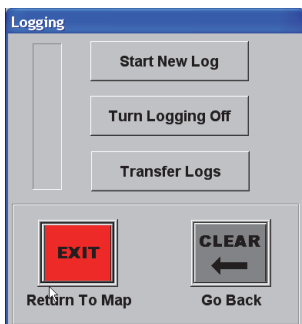 Logging
Start New Log
Turn Logging Off
Transfer Logs
EXIT
CLEAR
Return To Map
Go Back